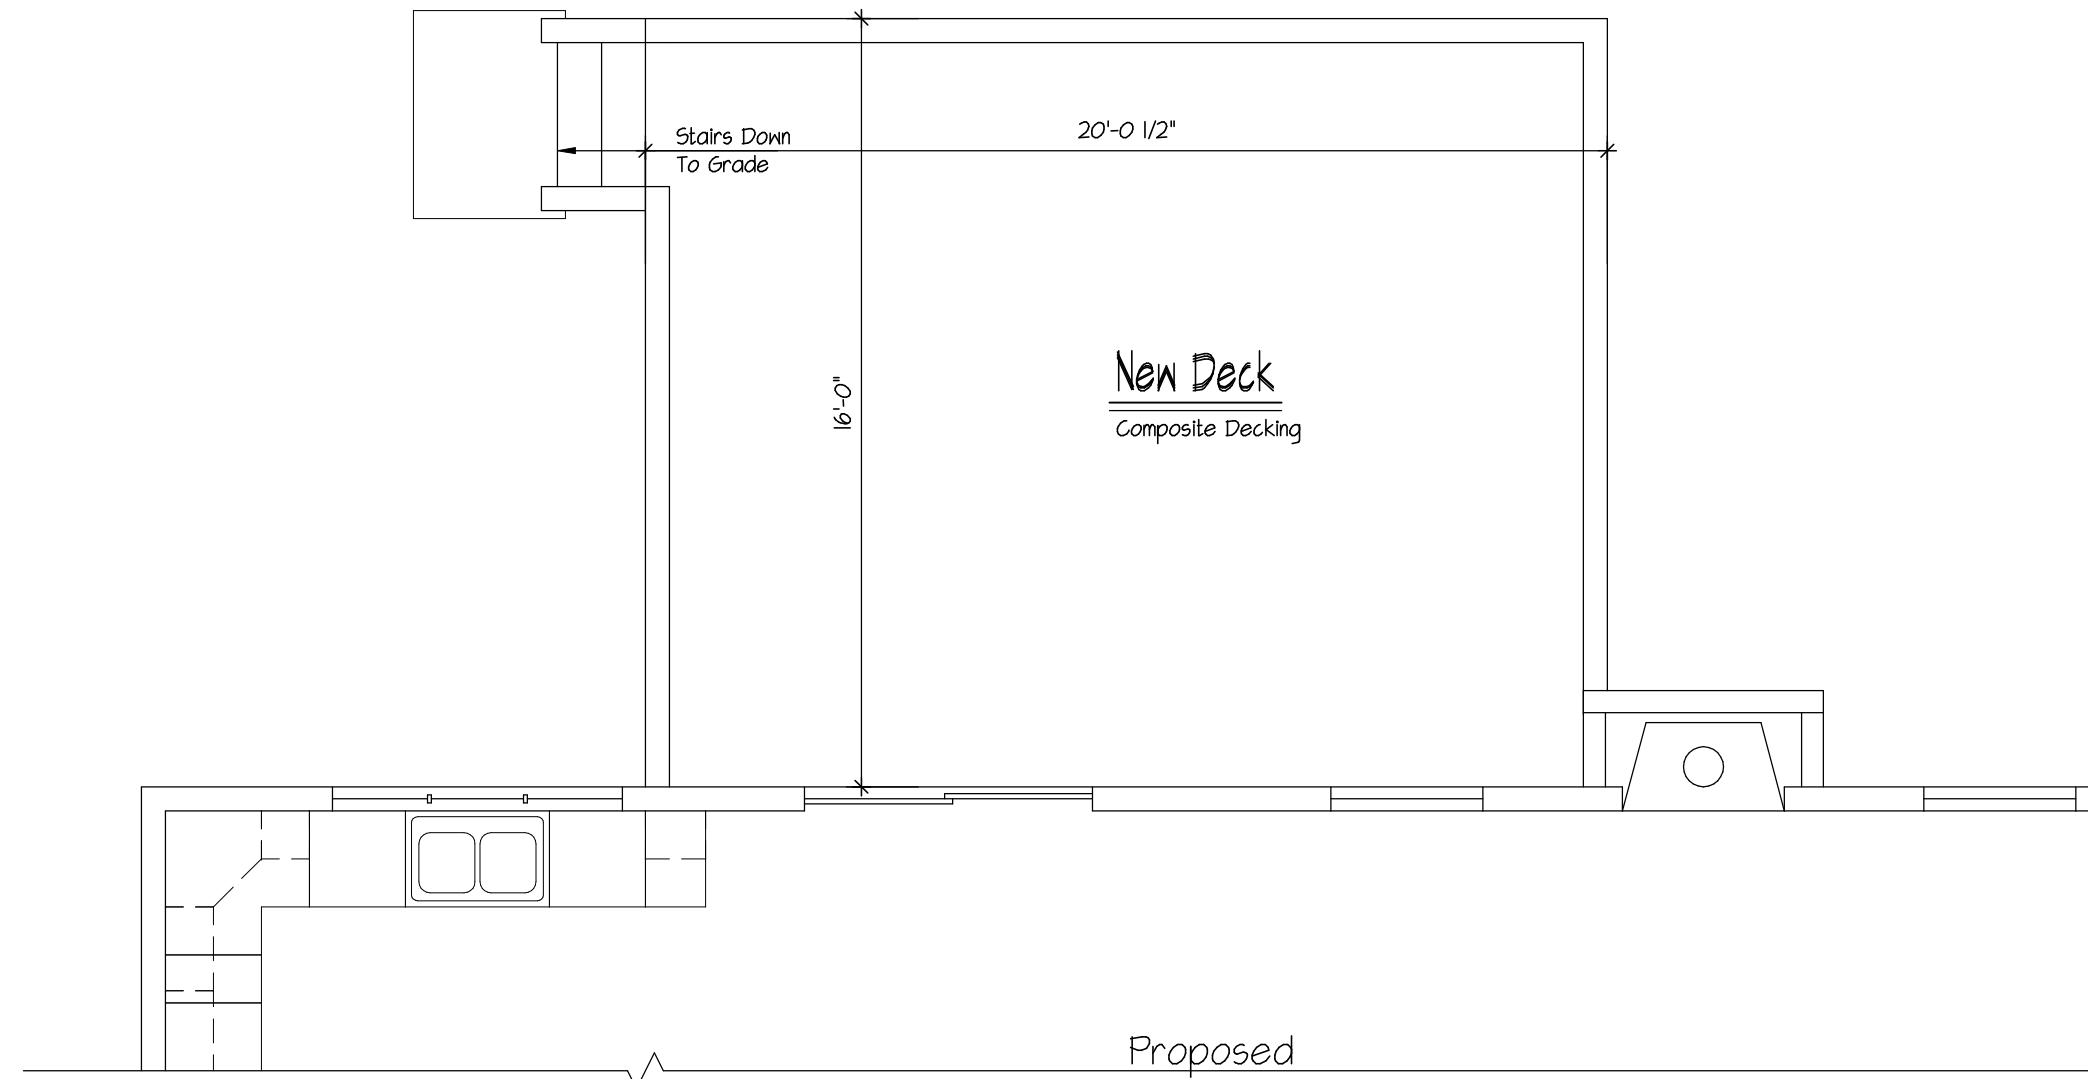 20'-0 1/2"
Stairs Down
To Grade
16'-0"
New Deck
Composite Decking
Proposed